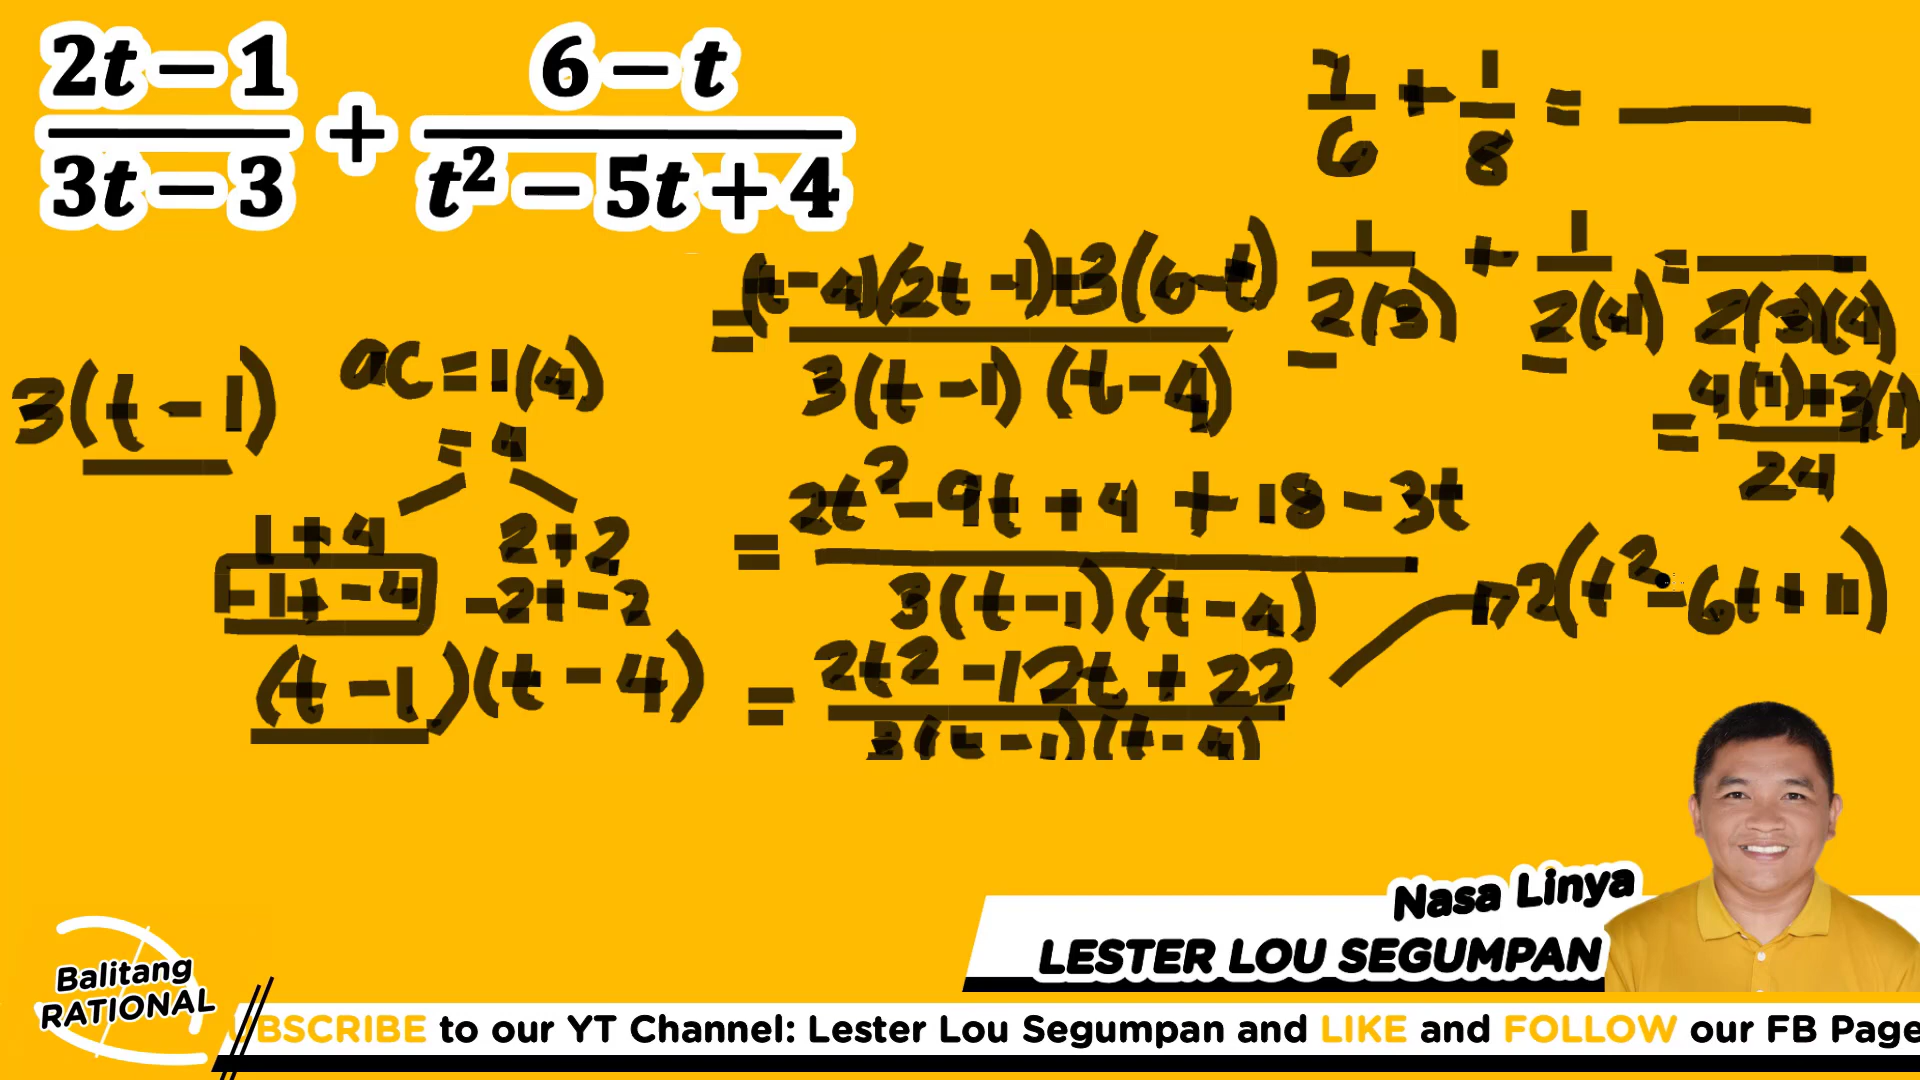 2t − 1 / 3t − 3 + 6 − t / t² − 5t + 4
7/6 + 1/8 = ___
1/2(3) + 1/2(4) = ___/2(3)(4)
= 4(1)+3(1) / 24
3(t − 1)
ac = 1(4)
= 4
1 + 4
2 + 2
-1 + -4
-2 + -2
(t − 1)(t − 4)
= (t − 4)(2t − 1) + 3(6 − t) / 3(t − 1)(t − 4)
= 2t² − 9t + 4 + 18 − 3t / 3(t − 1)(t − 4)
= 2t² − 12t + 22 / 3(t − 1)(t − 4)
→ 2(t² − 6t + 11)
Nasa Linya
LESTER LOU SEGUMPAN
Balitang
RATIONAL
UBSCRIBE to our YT Channel: Lester Lou Segumpan and LIKE and FOLLOW our FB Page